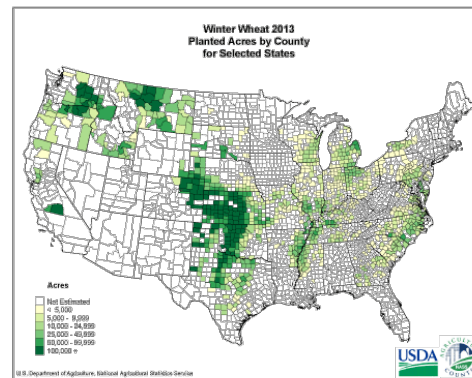 Winter Wheat 2013
Planted Acres by County
for Selected States
Acres
Not Estimated
< 5,000
5,000 - 9,999
10,000 - 24,999
25,000 - 49,999
50,000 - 99,999
100,000 +
U.S. Department of Agriculture, National Agricultural Statistics Service
USDA
AGRICULTURE
COUNTS